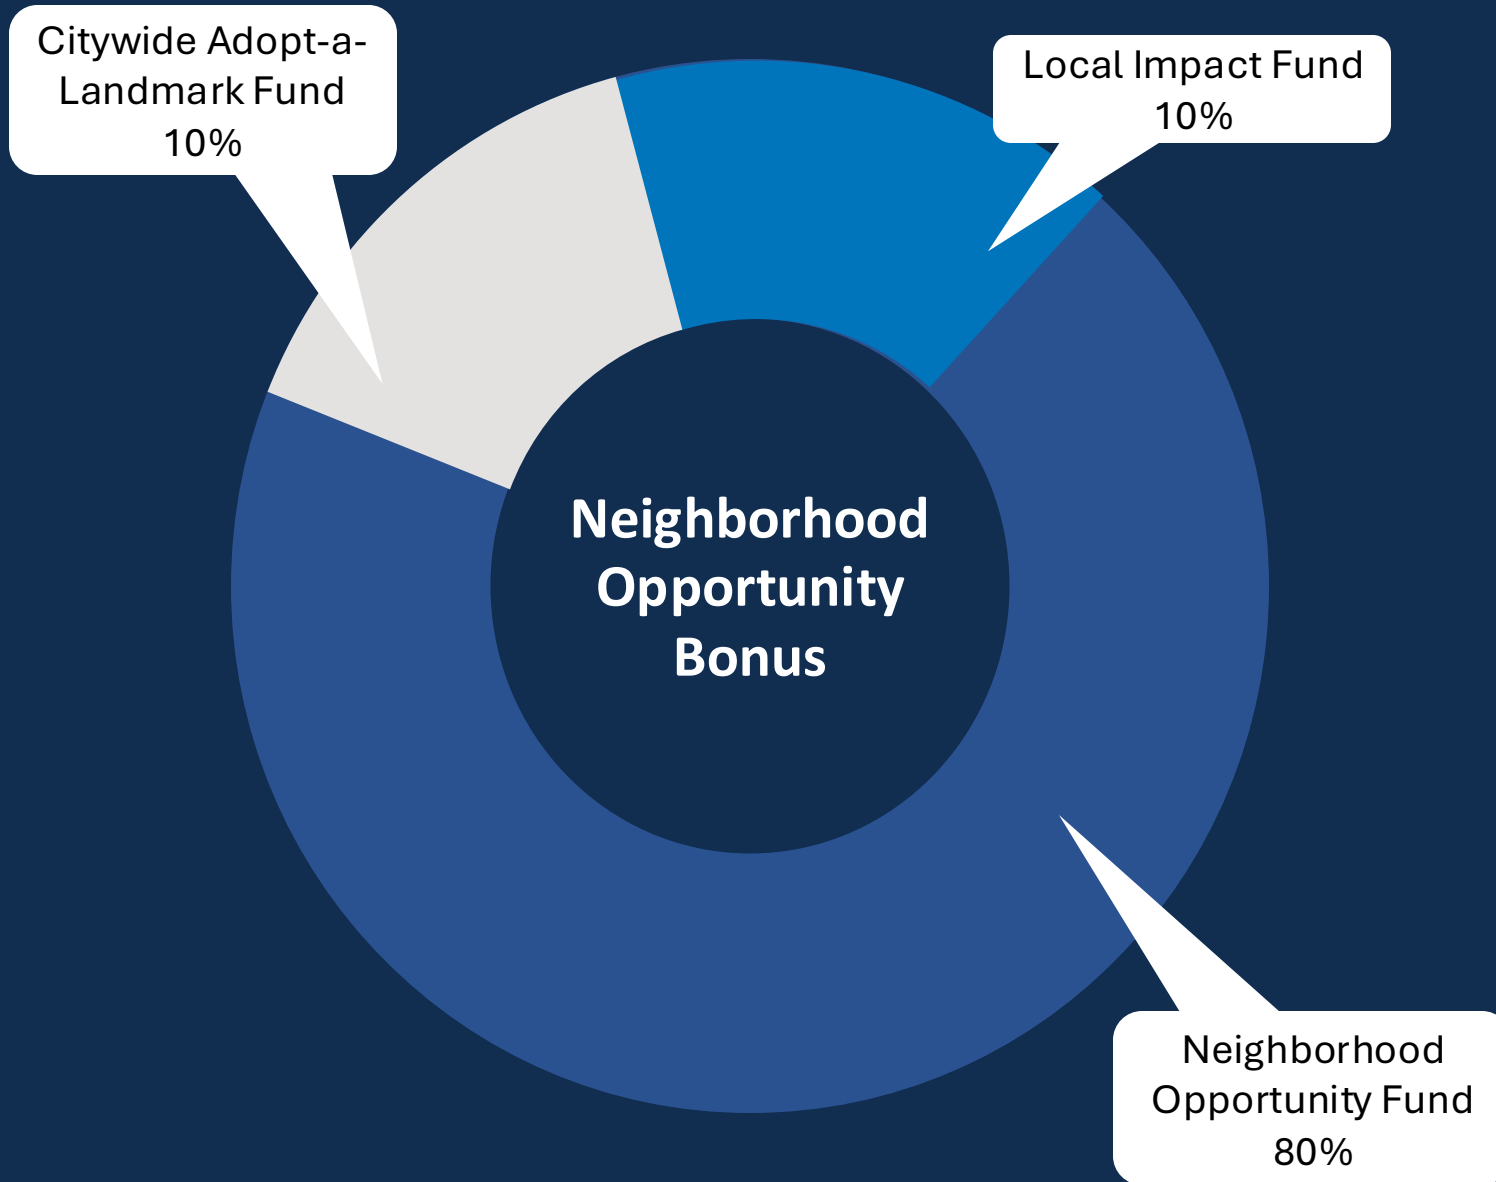 Citywide Adopt-a-
Landmark Fund
10%
Local Impact Fund
10%
Neighborhood
Opportunity
Bonus
Neighborhood
Opportunity Fund
80%